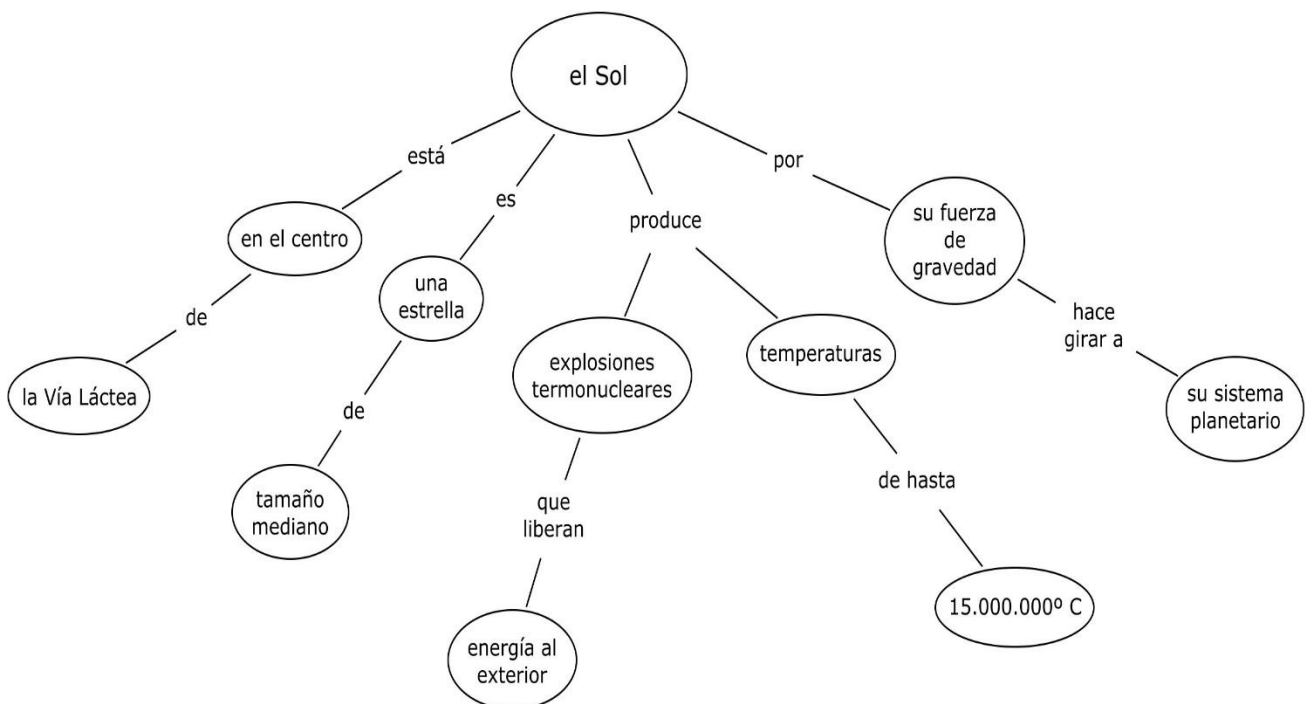 el Sol
está
en el centro
de
la Vía Láctea
es
una
estrella
de
tamaño
mediano
produce
explosiones
termonucleares
que
liberan
energía al
exterior
temperaturas
de hasta
15.000.000º C
por
su fuerza
de
gravedad
hace
girar a
su sistema
planetario